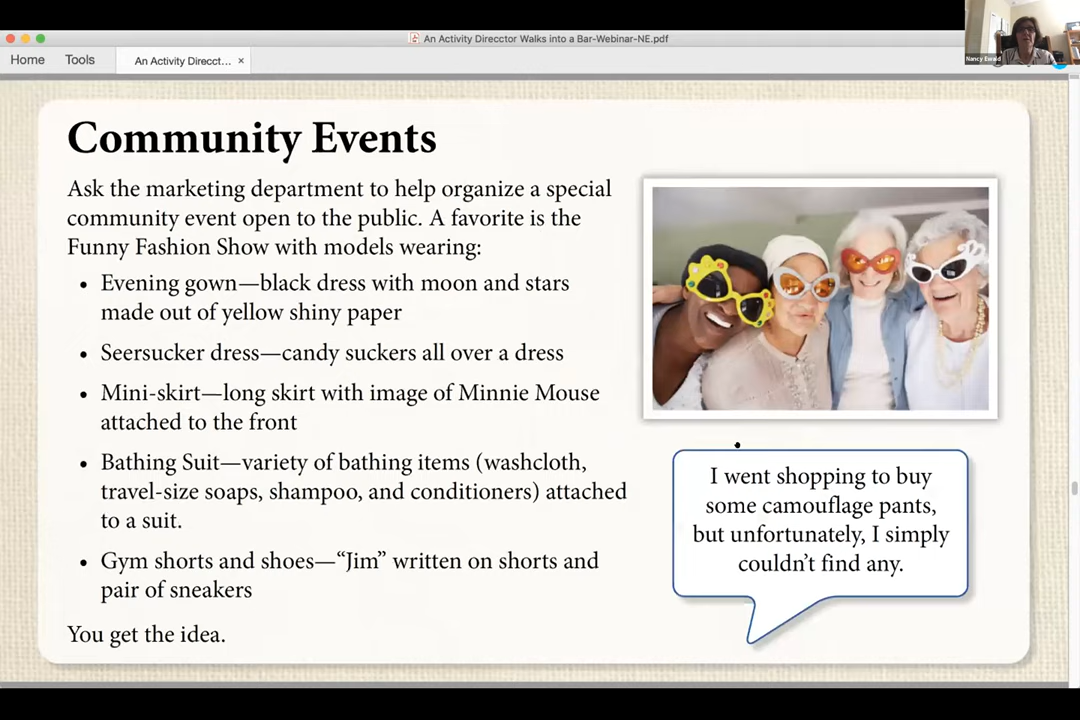 An Activity Direcctor Walks into a Bar-Webinar-NE.pdf
Home
Tools
An Activity Direcct... ×
Nancy Ewald
Community Events
Ask the marketing department to help organize a special
community event open to the public. A favorite is the
Funny Fashion Show with models wearing:
• Evening gown—black dress with moon and stars
made out of yellow shiny paper
• Seersucker dress—candy suckers all over a dress
• Mini-skirt—long skirt with image of Minnie Mouse
attached to the front
• Bathing Suit—variety of bathing items (washcloth,
travel-size soaps, shampoo, and conditioners) attached
to a suit.
• Gym shorts and shoes—“Jim” written on shorts and
pair of sneakers
You get the idea.
I went shopping to buy
some camouflage pants,
but unfortunately, I simply
couldn’t find any.